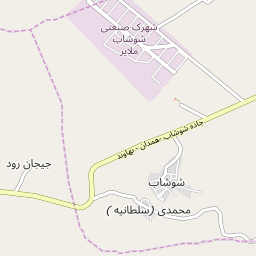 شهرک صنعتی
شوشاب
ملایر
جاده شوشاب -همدان - نهاوند
جیجان رود
شوشاب
محمدی (سلطانیه )